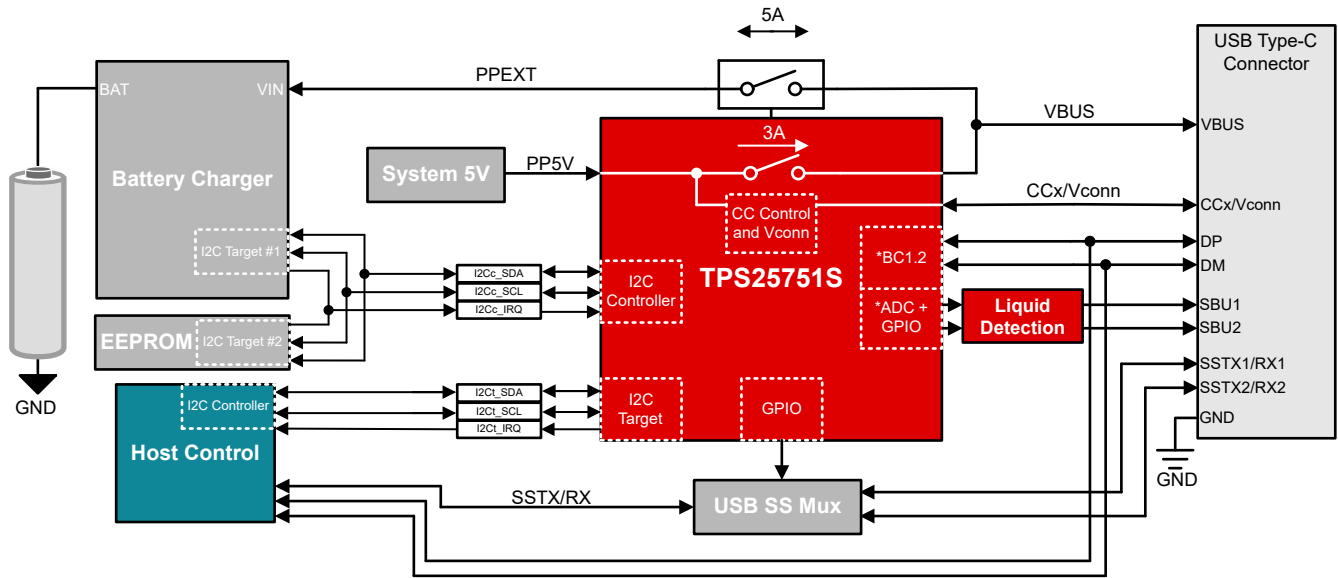 5A
USB Type-C
Connector
PPEXT
BAT
VIN
VBUS
VBUS
3A
Battery Charger
System 5V
PP5V
CCx/Vconn
CCx/Vconn
CC Control
and Vconn
I2C Target #1
DP
*BC1.2
DM
I2Cc_SDA
I2Cc_SCL
I2Cc_IRQ
I2C
Controller
TPS25751S
*ADC +
GPIO
Liquid
Detection
SBU1
SBU2
EEPROM
I2C Target #2
SSTX1/RX1
SSTX2/RX2
GND
I2C Controller
I2Ct_SDA
I2Ct_SCL
I2Ct_IRQ
I2C
Target
GPIO
GND
Host Control
GND
SSTX/RX
USB SS Mux